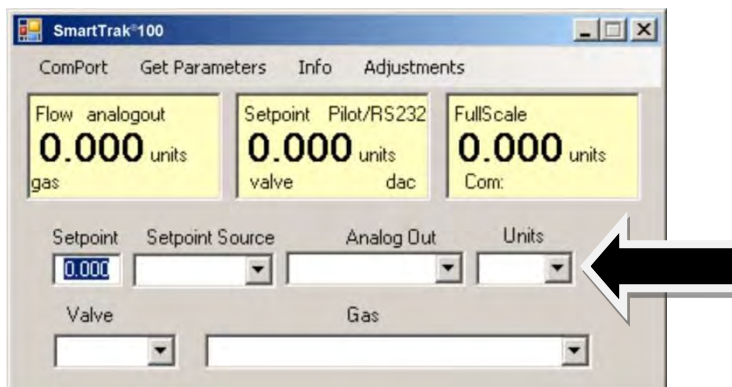 SmartTrak®100
ComPort Get Parameters Info Adjustments
Flow analogout
0.000 units
gas
Setpoint Pilot/RS232
0.000 units
valve dac
FullScale
0.000 units
Com:
Setpoint Setpoint Source Analog Out Units
0.000
Valve Gas